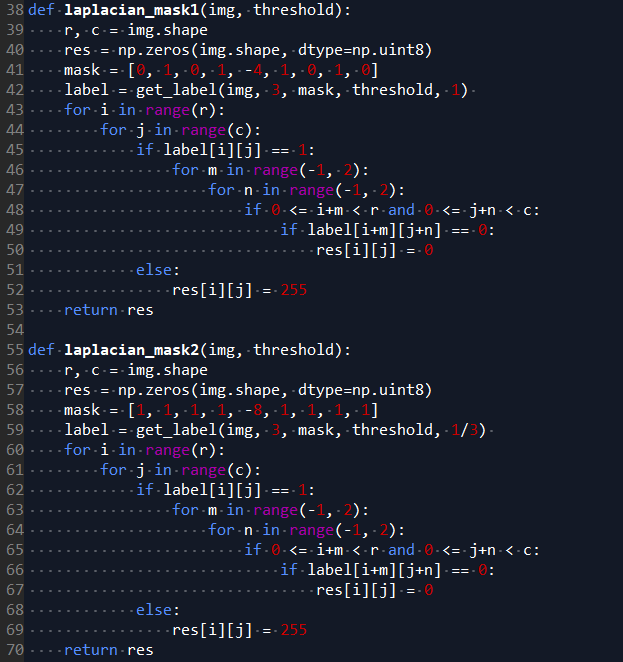 38 def laplacian_mask1(img, threshold):
39     r, c = img.shape
40     res = np.zeros(img.shape, dtype=np.uint8)
41     mask = [0, 1, 0, 1, -4, 1, 0, 1, 0]
42     label = get_label(img, 3, mask, threshold, 1)
43     for i in range(r):
44         for j in range(c):
45             if label[i][j] == 1:
46                 for m in range(-1, 2):
47                     for n in range(-1, 2):
48                         if 0 <= i+m < r and 0 <= j+n < c:
49                             if label[i+m][j+n] == 0:
50                                 res[i][j] = 0
51             else:
52                 res[i][j] = 255
53     return res
54
55 def laplacian_mask2(img, threshold):
56     r, c = img.shape
57     res = np.zeros(img.shape, dtype=np.uint8)
58     mask = [1, 1, 1, 1, -8, 1, 1, 1, 1]
59     label = get_label(img, 3, mask, threshold, 1/3)
60     for i in range(r):
61         for j in range(c):
62             if label[i][j] == 1:
63                 for m in range(-1, 2):
64                     for n in range(-1, 2):
65                         if 0 <= i+m < r and 0 <= j+n < c:
66                             if label[i+m][j+n] == 0:
67                                 res[i][j] = 0
68             else:
69                 res[i][j] = 255
70     return res